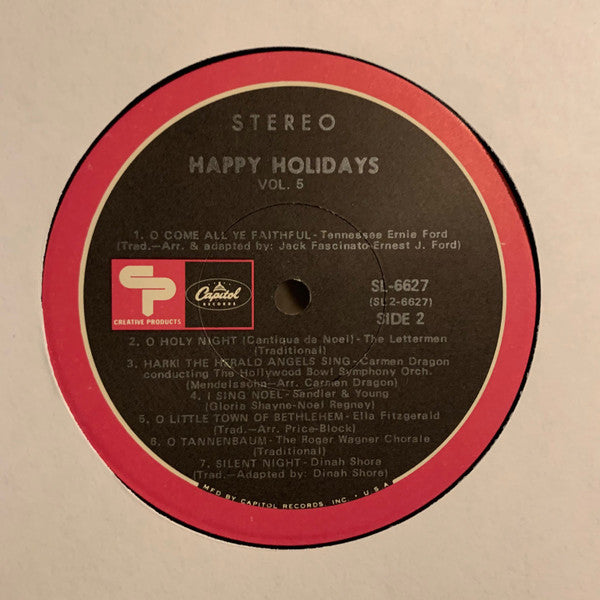 STEREO
HAPPY HOLIDAYS
VOL. 5
1. O COME ALL YE FAITHFUL - Tennessee Ernie Ford
(Trad.—Arr. & adapted by: Jack Fascinato-Ernest J. Ford)
CP
CREATIVE PRODUCTS
Capitol
RECORDS
SL-6627
(SL2-6627)
SIDE 2
2. O HOLY NIGHT (Cantiqua de Noel) - The Lettermen
(Traditional)
3. HARK! THE HERALD ANGELS SING - Carmen Dragon
conducting The Hollywood Bowl Symphony Orch.
(Mendelssohn—Arr. Carmen Dragon)
4. I SING NOEL - Sandler & Young
(Gloria Shayne-Noel Regney)
5. O LITTLE TOWN OF BETHLEHEM - Ella Fitzgerald
(Trad.—Arr. Price-Block)
6. O TANNENBAUM - The Roger Wagner Chorale
(Traditional)
7. SILENT NIGHT - Dinah Shore
(Trad.—Adapted by: Dinah Shore)
MFD BY CAPITOL RECORDS, INC. • U.S.A.